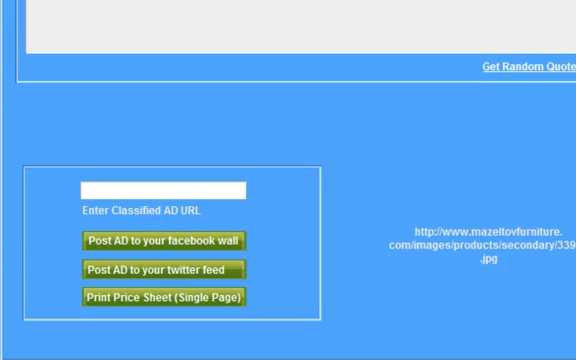 Get Random Quote
Enter Classified AD URL
Post AD to your facebook wall
http://www.mazeltovfurniture.
com/images/products/secondary/339
.jpg
Post AD to your twitter feed
Print Price Sheet (Single Page)